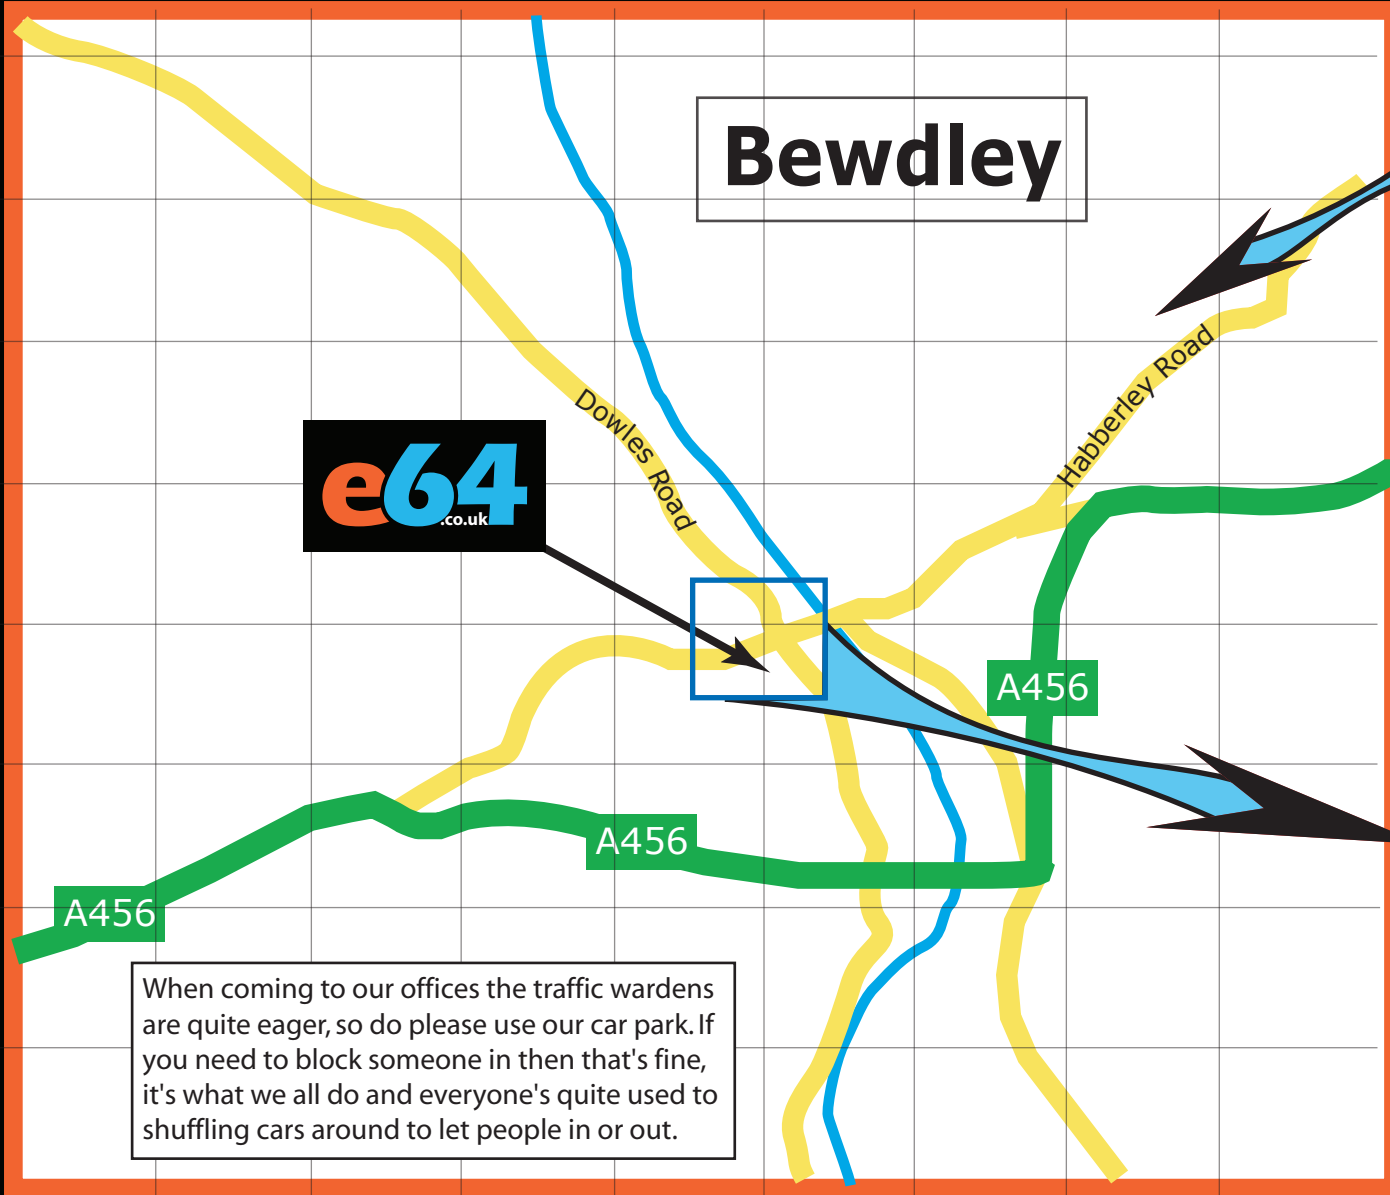 Bewdley
Habberley Road
Dowles Road
e64
.co.uk
A456
A456
A456
When coming to our offices the traffic wardens
are quite eager, so do please use our car park. If
you need to block someone in then that's fine,
it's what we all do and everyone's quite used to
shuffling cars around to let people in or out.